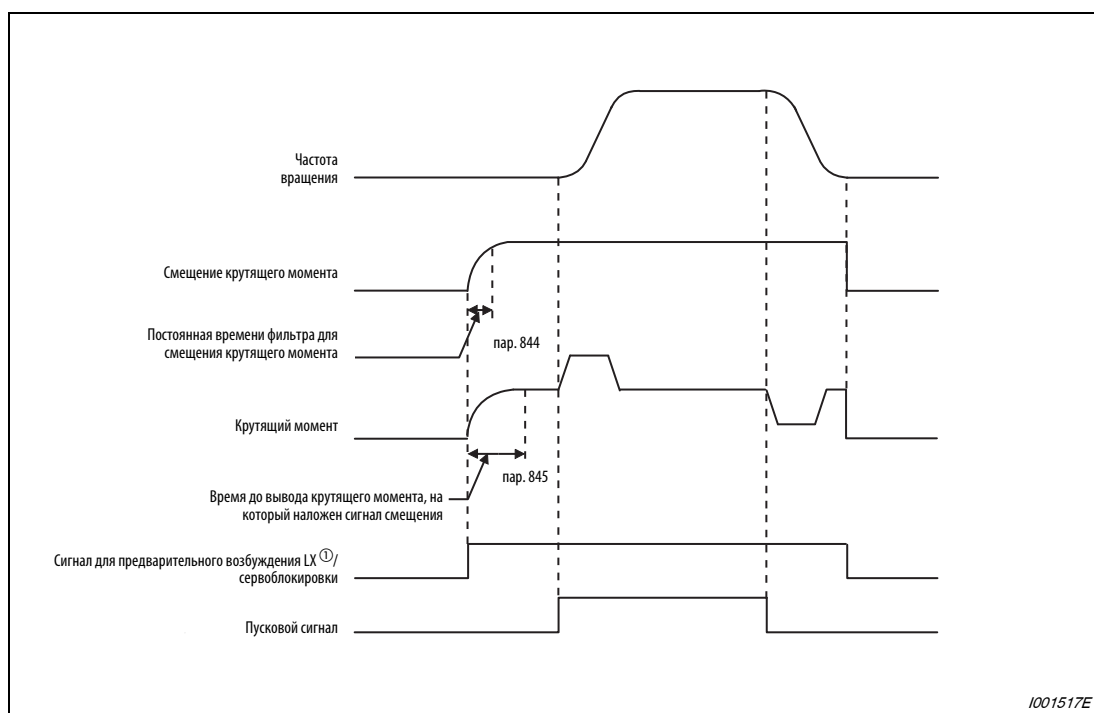 Частота
вращения
Смещение крутящего момента
Постоянная времени фильтра для
смещения крутящего момента
пар. 844
Крутящий момент
пар. 845
Время до вывода крутящего момента, на
который наложен сигнал смещения
Сигнал для предварительного возбуждения LX ①/
сервоблокировки
Пусковой сигнал
I001517E